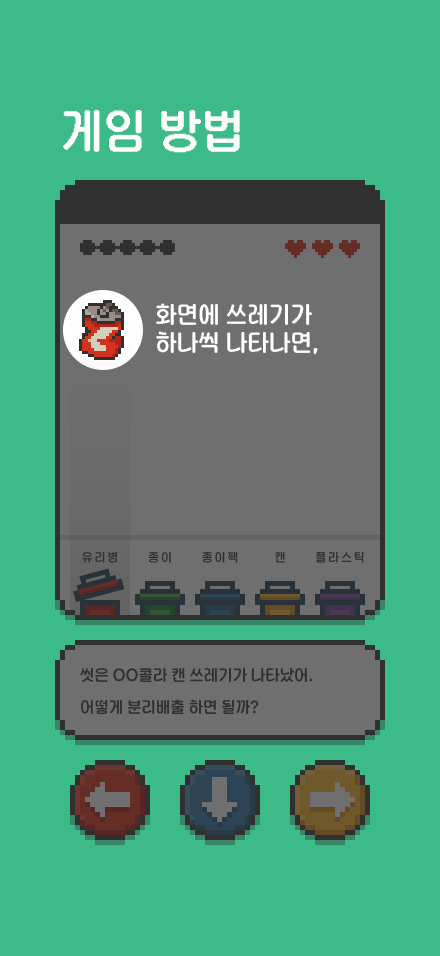 게임 방법
화면에 쓰레기가
하나씩 나타나면,
유리병 종이 종이팩 캔 플라스틱
씻은 OO콜라 캔 쓰레기가 나타났어.
어떻게 분리배출 하면 될까?